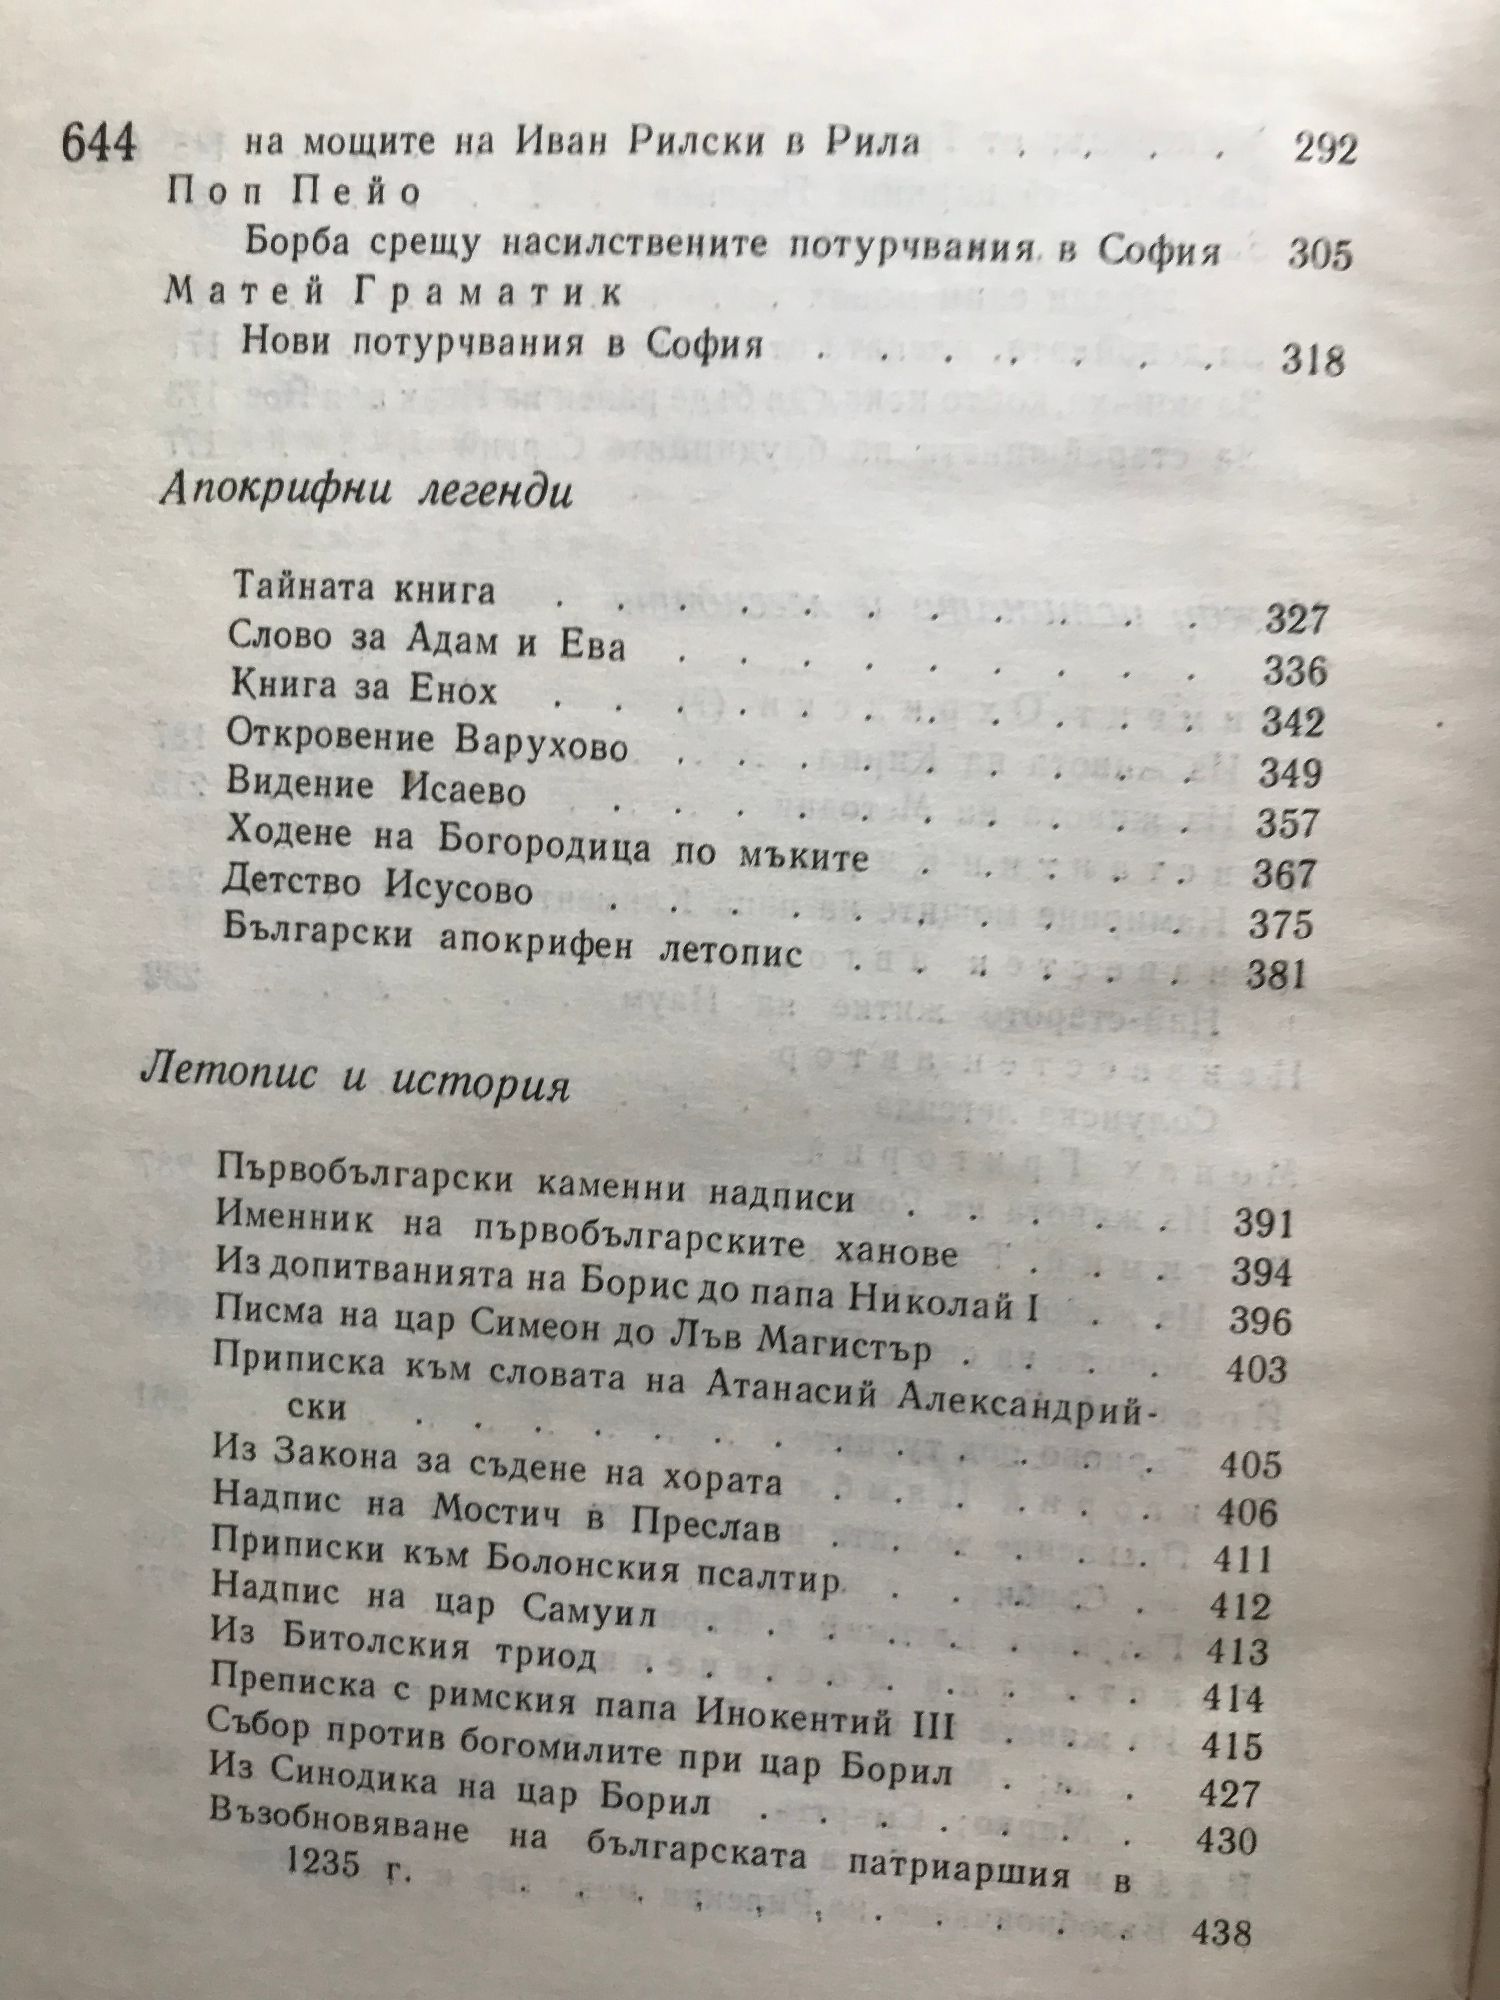 644 на мощите на Иван Рилски в Рила . . . . 292
Поп Пейо
Борба срещу насилствените потурчвания в София 305
Матей Граматик
Нови потурчвания в София . . . . . . . 318
Апокрифни легенди
Тайната книга . . . . . . . . . . . 327
Слово за Адам и Ева . . . . . . . . . 336
Книга за Енох . . . . . . . . . . . 342
Откровение Варухово . . . . . . . . . 349
Видение Исаево . . . . . . . . . . 357
Ходене на Богородица по мъките . . . . . 367
Детство Исусово . . . . . . . . . . 375
Български апокрифен летопис . . . . . . 381
Летопис и история
Първобългарски каменни надписи . . . . . 391
Именник на първобългарските ханове . . . 394
Из допитванията на Борис до папа Николай I . . 396
Писма на цар Симеон до Лъв Магистър . . . . 403
Приписка към словата на Атанасий Александрий-
ски . . . . . . . . . . . . . 405
Из Закона за съдене на хората . . . . . . 406
Надпис на Мостич в Преслав . . . . . . 411
Приписки към Болонския псалтир . . . . . 412
Надпис на цар Самуил . . . . . . . . 413
Из Битолския триод . . . . . . . . . 414
Преписка с римския папа Инокентий III . . . 415
Събор против богомилите при цар Борил . . . 427
Из Синодика на цар Борил . . . . . . . 430
Възобновяване на българската патриаршия в
1235 г. . . . . . . . . . . . 438